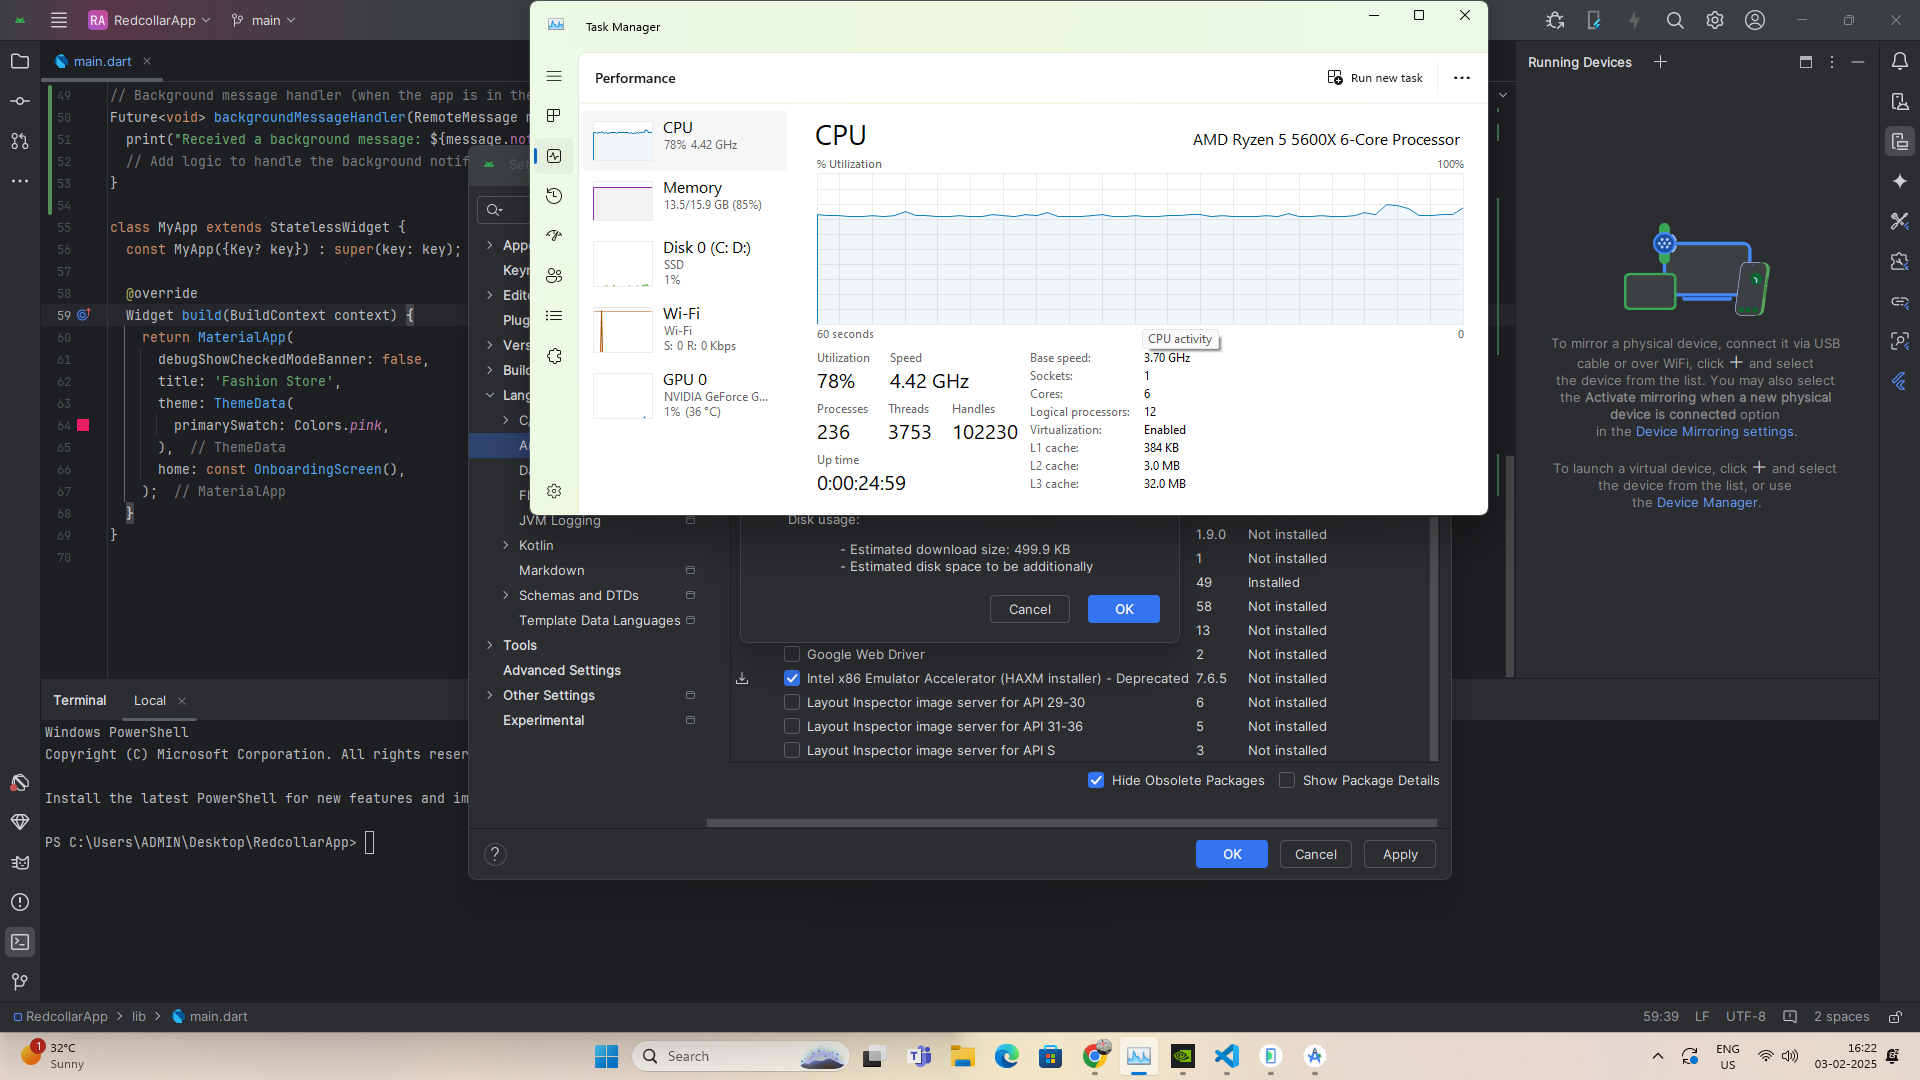 RA RedcollarApp main
main.dart
49 // Background message handler (when the app is in the
50 Future<void> backgroundMessageHandler(RemoteMessage
51 print("Received a background message: ${message.not
52 // Add logic to handle the background notif
53 }
54
55 class MyApp extends StatelessWidget {
56 const MyApp({Key? key}) : super(key: key);
57
58 @override
59 Widget build(BuildContext context) {
60 return MaterialApp(
61 debugShowCheckedModeBanner: false,
62 title: 'Fashion Store',
63 theme: ThemeData(
64 primarySwatch: Colors.pink,
65 ), // ThemeData
66 home: const OnboardingScreen(),
67 ); // MaterialApp
68 }
69 }
70
Task Manager
Performance
Run new task
CPU
78% 4.42 GHz
Memory
13.5/15.9 GB (85%)
Disk 0 (C: D:)
SSD
1%
Wi-Fi
Wi-Fi
S: 0 R: 0 Kbps
GPU 0
NVIDIA GeForce G...
1% (36 °C)
CPU
AMD Ryzen 5 5600X 6-Core Processor
% Utilization 100%
60 seconds 0
CPU activity
Utilization Speed
78% 4.42 GHz
Processes Threads Handles
236 3753 102230
Up time
0:00:24:59
Base speed: 3.70 GHz
Sockets: 1
Cores: 6
Logical processors: 12
Virtualization: Enabled
L1 cache: 384 KB
L2 cache: 3.0 MB
L3 cache: 32.0 MB
Running Devices
To mirror a physical device, connect it via USB
cable or over WiFi, click + and select
the device from the list. You may also select
the Activate mirroring when a new physical
device is connected option
in the Device Mirroring settings.
To launch a virtual device, click + and select
the device from the list, or use
the Device Manager.
Set
Appe
Keyn
Edito
Plug
Vers
Build
Lang
C/
An
Da
Fl
JVM Logging
Kotlin
Markdown
Schemas and DTDs
Template Data Languages
Tools
Advanced Settings
Other Settings
Experimental
Disk usage:
- Estimated download size: 499.9 KB
- Estimated disk space to be additionally
Cancel OK
1.9.0 Not installed
1 Not installed
49 Installed
58 Not installed
13 Not installed
Google Web Driver 2 Not installed
Intel x86 Emulator Accelerator (HAXM installer) - Deprecated 7.6.5 Not installed
Layout Inspector image server for API 29-30 6 Not installed
Layout Inspector image server for API 31-36 5 Not installed
Layout Inspector image server for API S 3 Not installed
Hide Obsolete Packages Show Package Details
? OK Cancel Apply
Terminal Local
Windows PowerShell
Copyright (C) Microsoft Corporation. All rights reser
Install the latest PowerShell for new features and im
PS C:\Users\ADMIN\Desktop\RedcollarApp>
RedcollarApp > lib > main.dart
59:39 LF UTF-8 2 spaces
1
32°C
Sunny
Search
ENG
US
16:22
03-02-2025